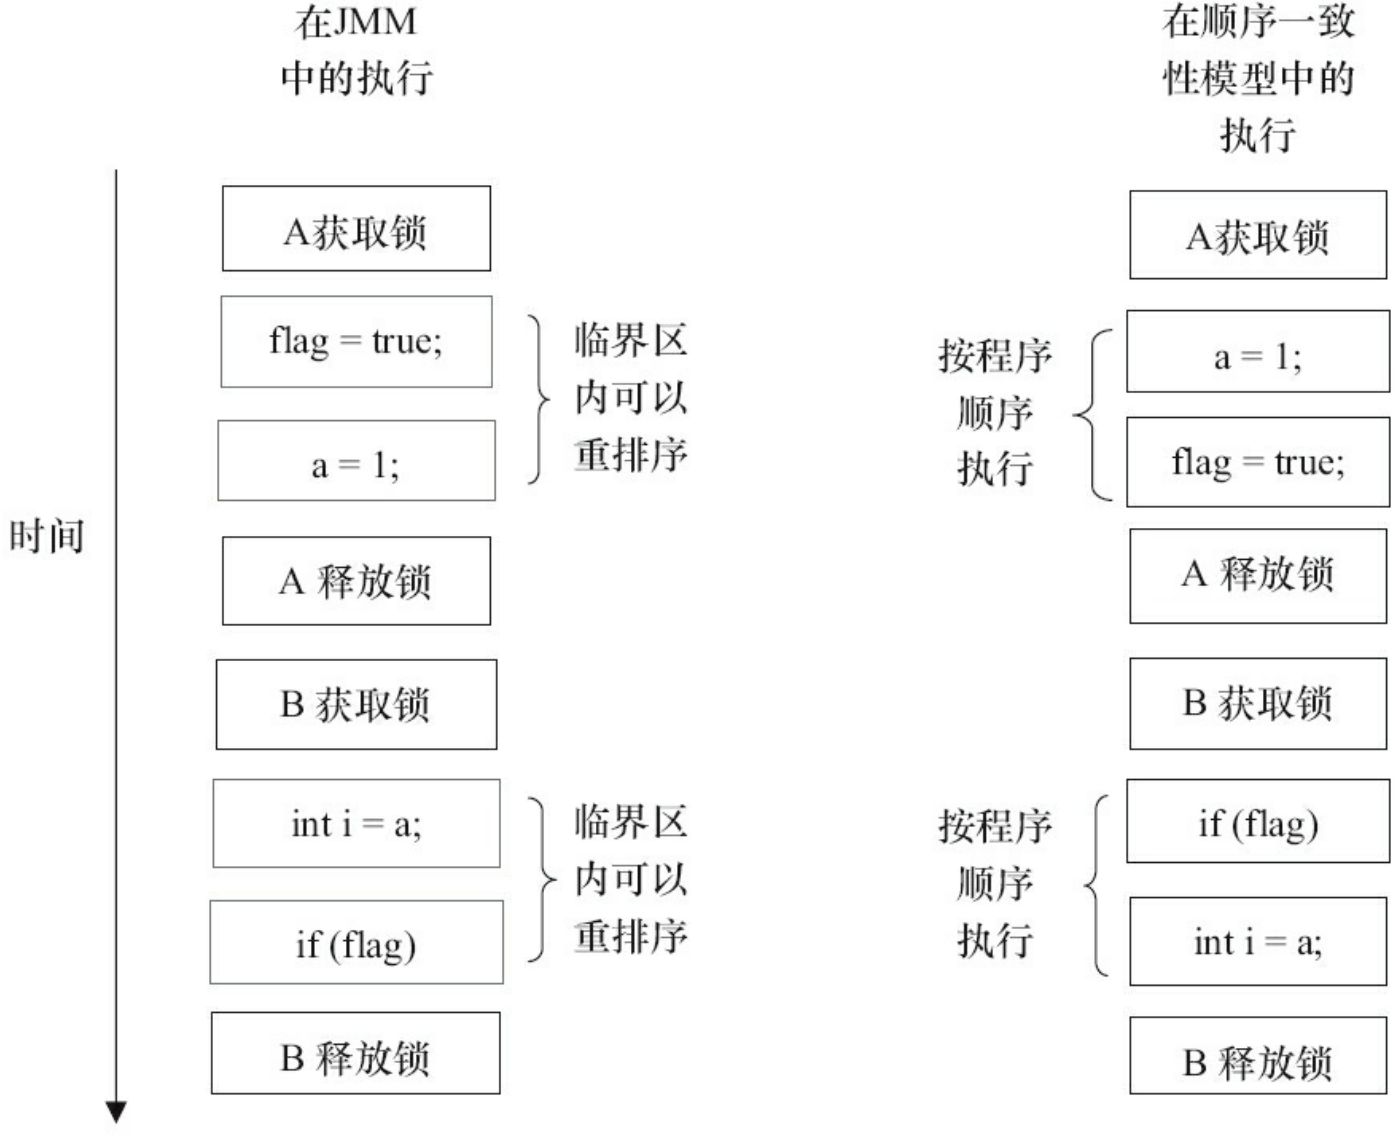 在JMM
中的执行
在顺序一致
性模型中的
执行
时间
A获取锁
flag = true;
a = 1;
临界区
内可以
重排序
A 释放锁
B 获取锁
int i = a;
if (flag)
临界区
内可以
重排序
B 释放锁
A获取锁
按程序
顺序
执行
a = 1;
flag = true;
A 释放锁
B 获取锁
按程序
顺序
执行
if (flag)
int i = a;
B 释放锁